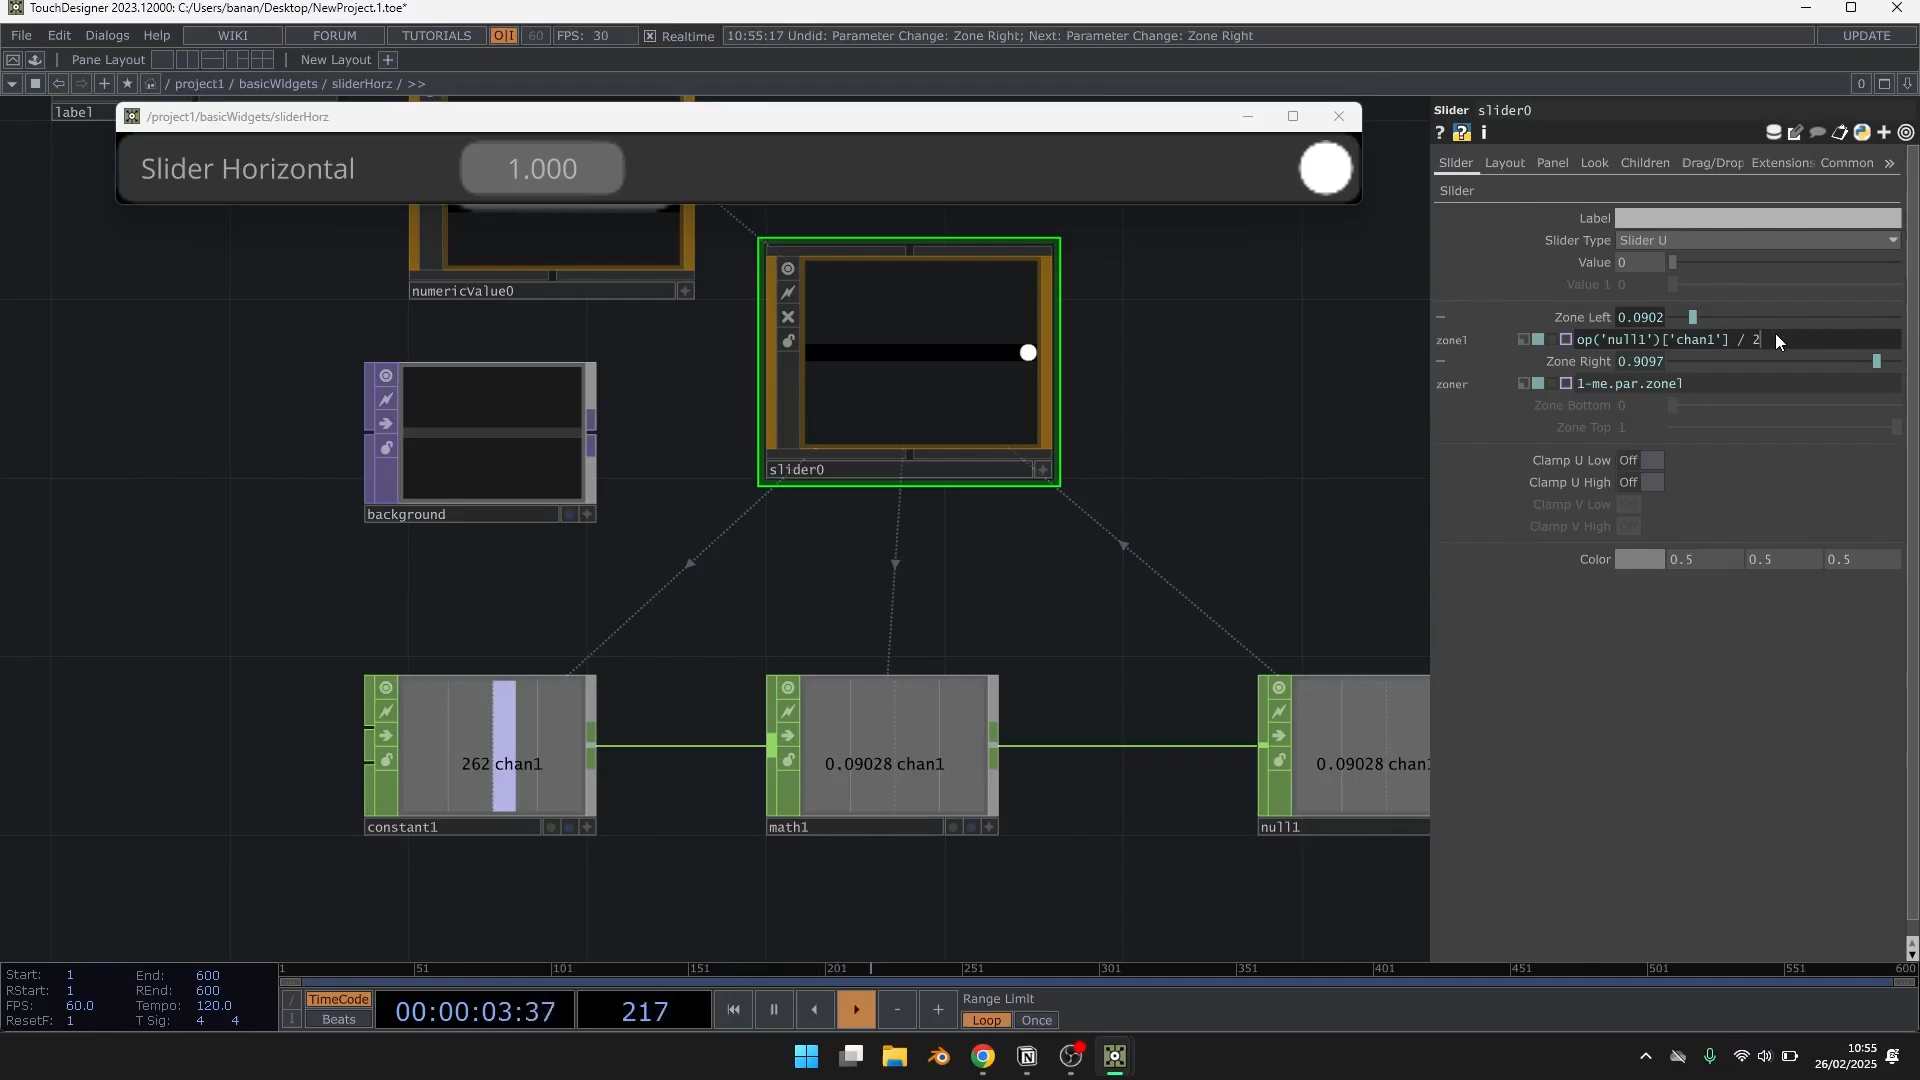 TouchDesigner 2023.12000: C:/Users/banan/Desktop/NewProject.1.toe*
File Edit Dialogs Help WIKI FORUM TUTORIALS O|I 60 FPS: 30 Realtime 10:55:17 Undid: Parameter Change: Zone Right; Next: Parameter Change: Zone Right UPDATE
Pane Layout New Layout +
/ project1 / basicWidgets / sliderHorz / >> 0
label
/project1/basicWidgets/sliderHorz
Slider Horizontal 1.000
numericValue0
slider0
background
262 chan1
constant1
0.09028 chan1
math1
0.09028 chan1
null1
Slider slider0
? ? i
Slider Layout Panel Look Children Drag/Drop Extensions Common »
Slider
Label
Slider Type Slider U
Value 0
Value 1 0
Zone Left 0.0902
zonel op('null1')['chan1'] / 2
Zone Right 0.9097
zoner 1-me.par.zonel
Zone Bottom 0
Zone Top 1
Clamp U Low Off
Clamp U High Off
Clamp V Low Off
Clamp V High Off
Color 0.5 0.5 0.5
1 51 101 151 201 251 301 351 401 451 501 551 600
Start: 1 End: 600
RStart: 1 REnd: 600
FPS: 60.0 Tempo: 120.0
ResetF: 1 T Sig: 4 4
TimeCode
Beats
00:00:03:37
217
Range Limit
Loop Once
10:55
26/02/2025